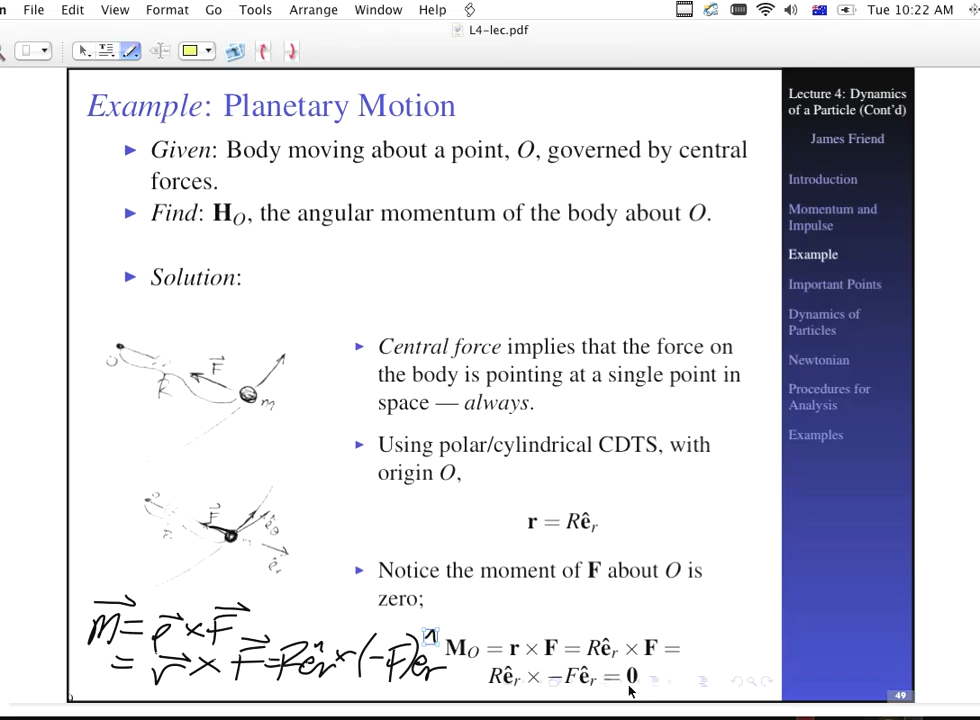 File Edit View Format Go Tools Arrange Window Help Tue 10:22 AM
L4-lec.pdf
Example: Planetary Motion
▶ Given: Body moving about a point, O, governed by central
forces.
▶ Find: H_O, the angular momentum of the body about O.
▶ Solution:
O
R
F⃗
m
▶ Central force implies that the force on
the body is pointing at a single point in
space — always.
▶ Using polar/cylindrical CDTS, with
origin O,
r = Rê_r
F⃗
ê_θ
ê_r
▶ Notice the moment of F about O is
zero;
M_O = r × F = Rê_r × F =
Rê_r × −Fê_r = 0
M⃗ = ρ⃗ × F⃗
= r⃗ × F⃗ = Rê_r × (−F)ê_r
Lecture 4: Dynamics
of a Particle (Cont'd)
James Friend
Introduction
Momentum and
Impulse
Example
Important Points
Dynamics of
Particles
Newtonian
Procedures for
Analysis
Examples
49